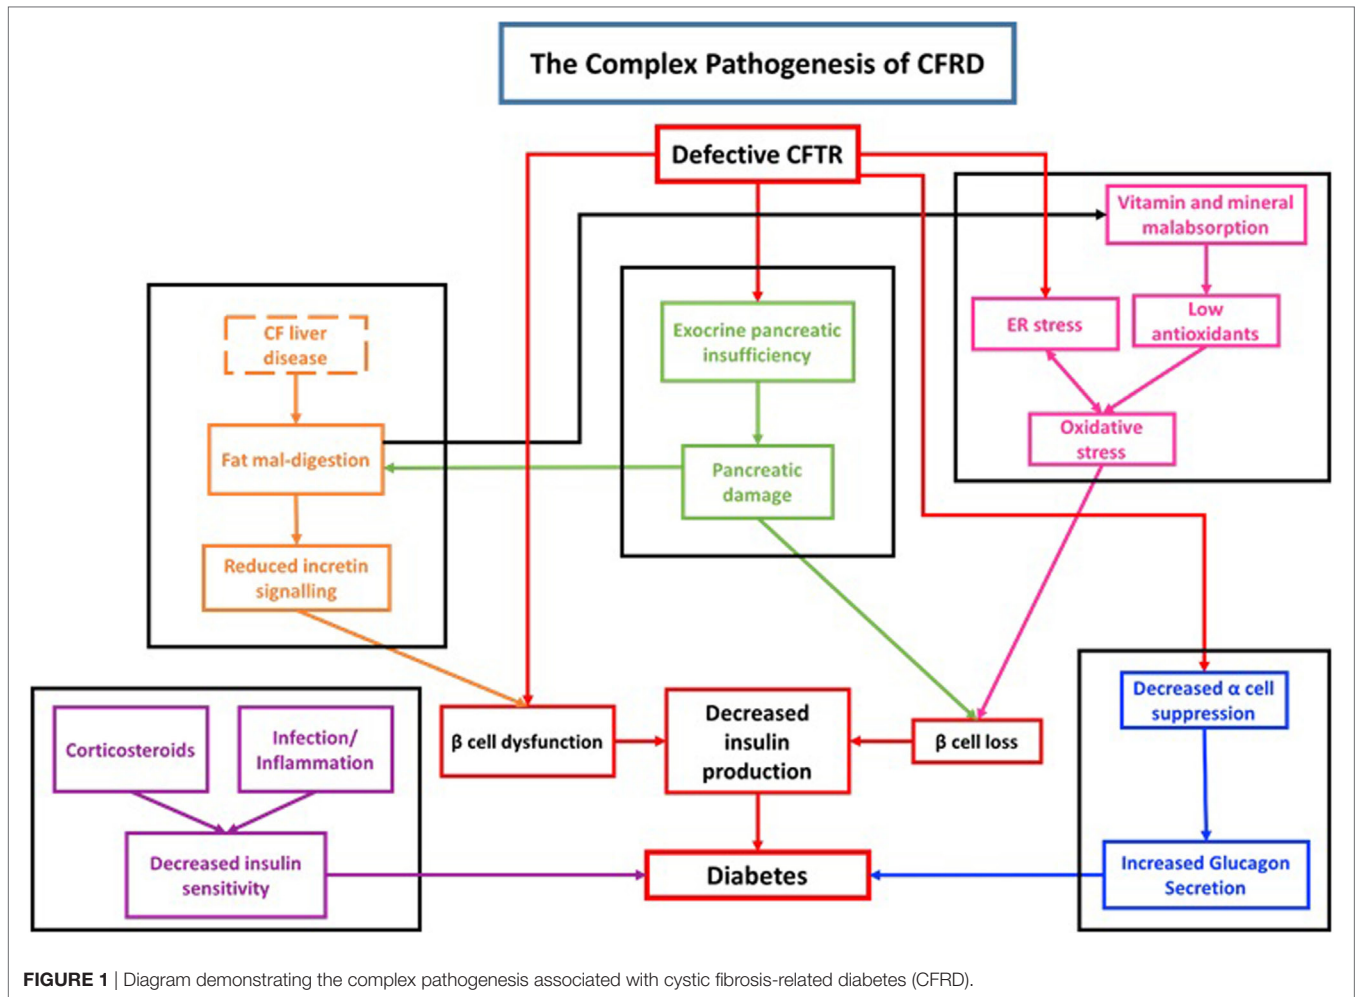 The Complex Pathogenesis of CFRD
Defective CFTR
Vitamin and mineral
malabsorption
CF liver
disease
Exocrine pancreatic
insufficiency
ER stress
Low
antioxidants
Fat mal-digestion
Pancreatic
damage
Oxidative
stress
Reduced incretin
signalling
Corticosteroids
Infection/
Inflammation
β cell dysfunction
Decreased
insulin
production
β cell loss
Decreased α cell
suppression
Decreased insulin
sensitivity
Diabetes
Increased Glucagon
Secretion
FIGURE 1 | Diagram demonstrating the complex pathogenesis associated with cystic fibrosis-related diabetes (CFRD).